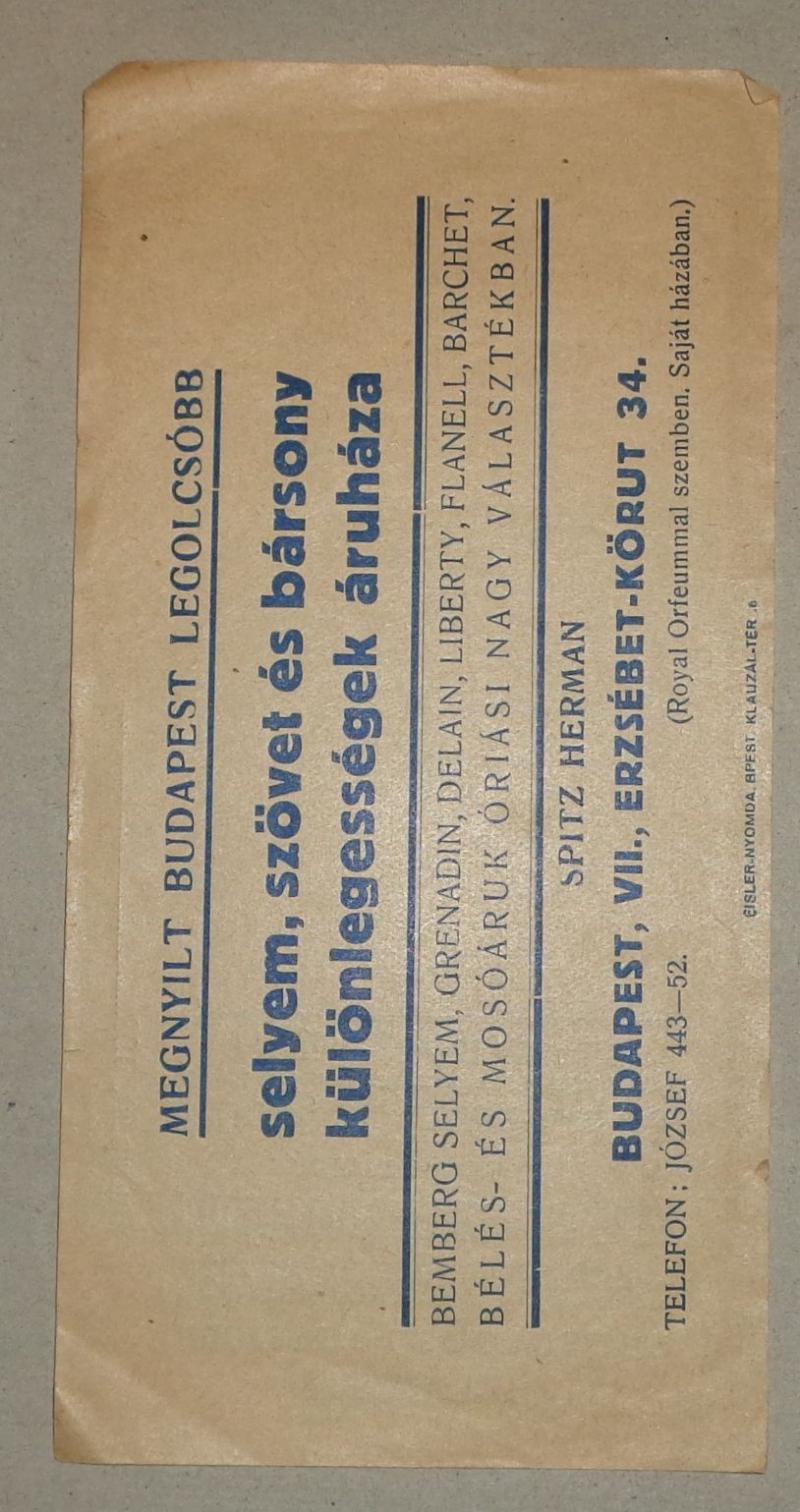 MEGNYILT BUDAPEST LEGOLCSÓBB
selyem, szövet és bársony
különlegességek áruháza
BEMBERG SELYEM, GRENADIN, DELAIN, LIBERTY, FLANELL, BARCHET,
BÉLÉS- ÉS MOSÓÁRUK ÓRIÁSI NAGY VÁLASZTÉKBAN.
SPITZ HERMAN
BUDAPEST, VII., ERZSÉBET-KÖRUT 34.
TELEFON: JÓZSEF 443—52. (Royal Orfeummal szemben. Saját házában.)
EISLER-NYOMDA, BPEST. KLAUZÁL-TÉR .6